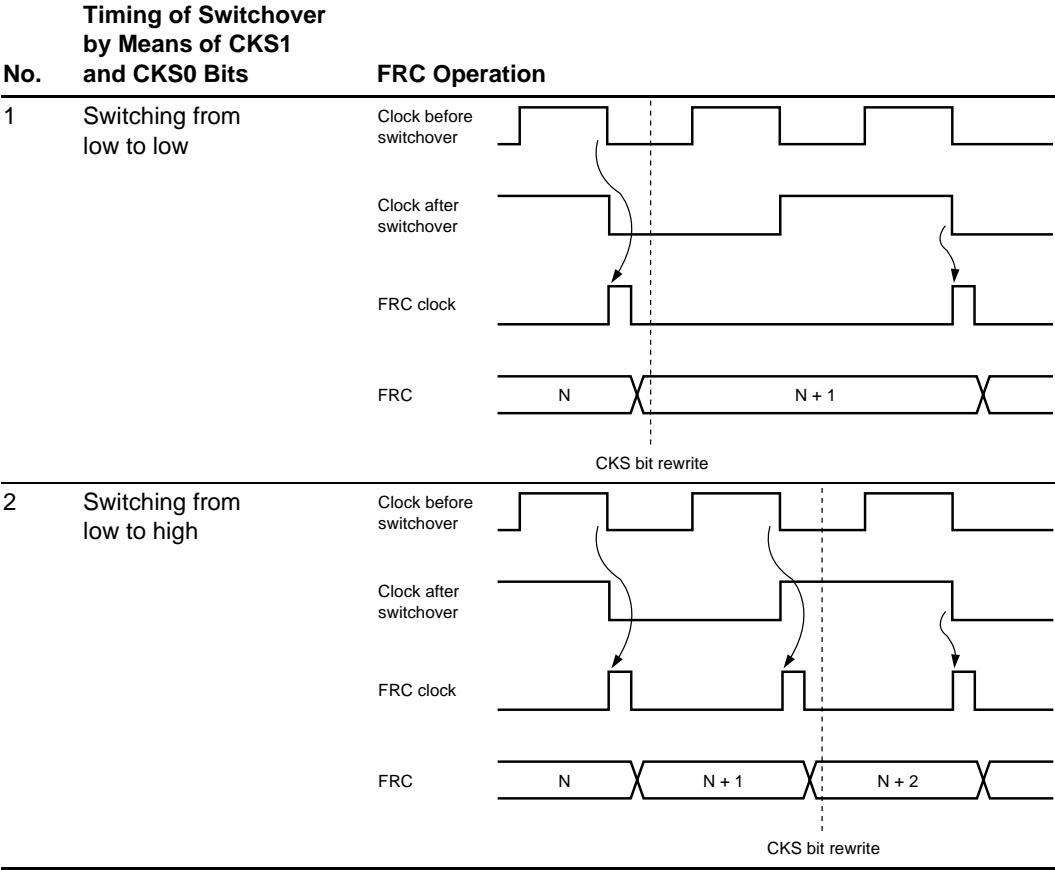 No.
Timing of Switchover
by Means of CKS1
and CKS0 Bits
FRC Operation
1
Switching from
low to low
Clock before
switchover
Clock after
switchover
FRC clock
FRC
N
N + 1
CKS bit rewrite
2
Switching from
low to high
Clock before
switchover
Clock after
switchover
FRC clock
FRC
N
N + 1
N + 2
CKS bit rewrite